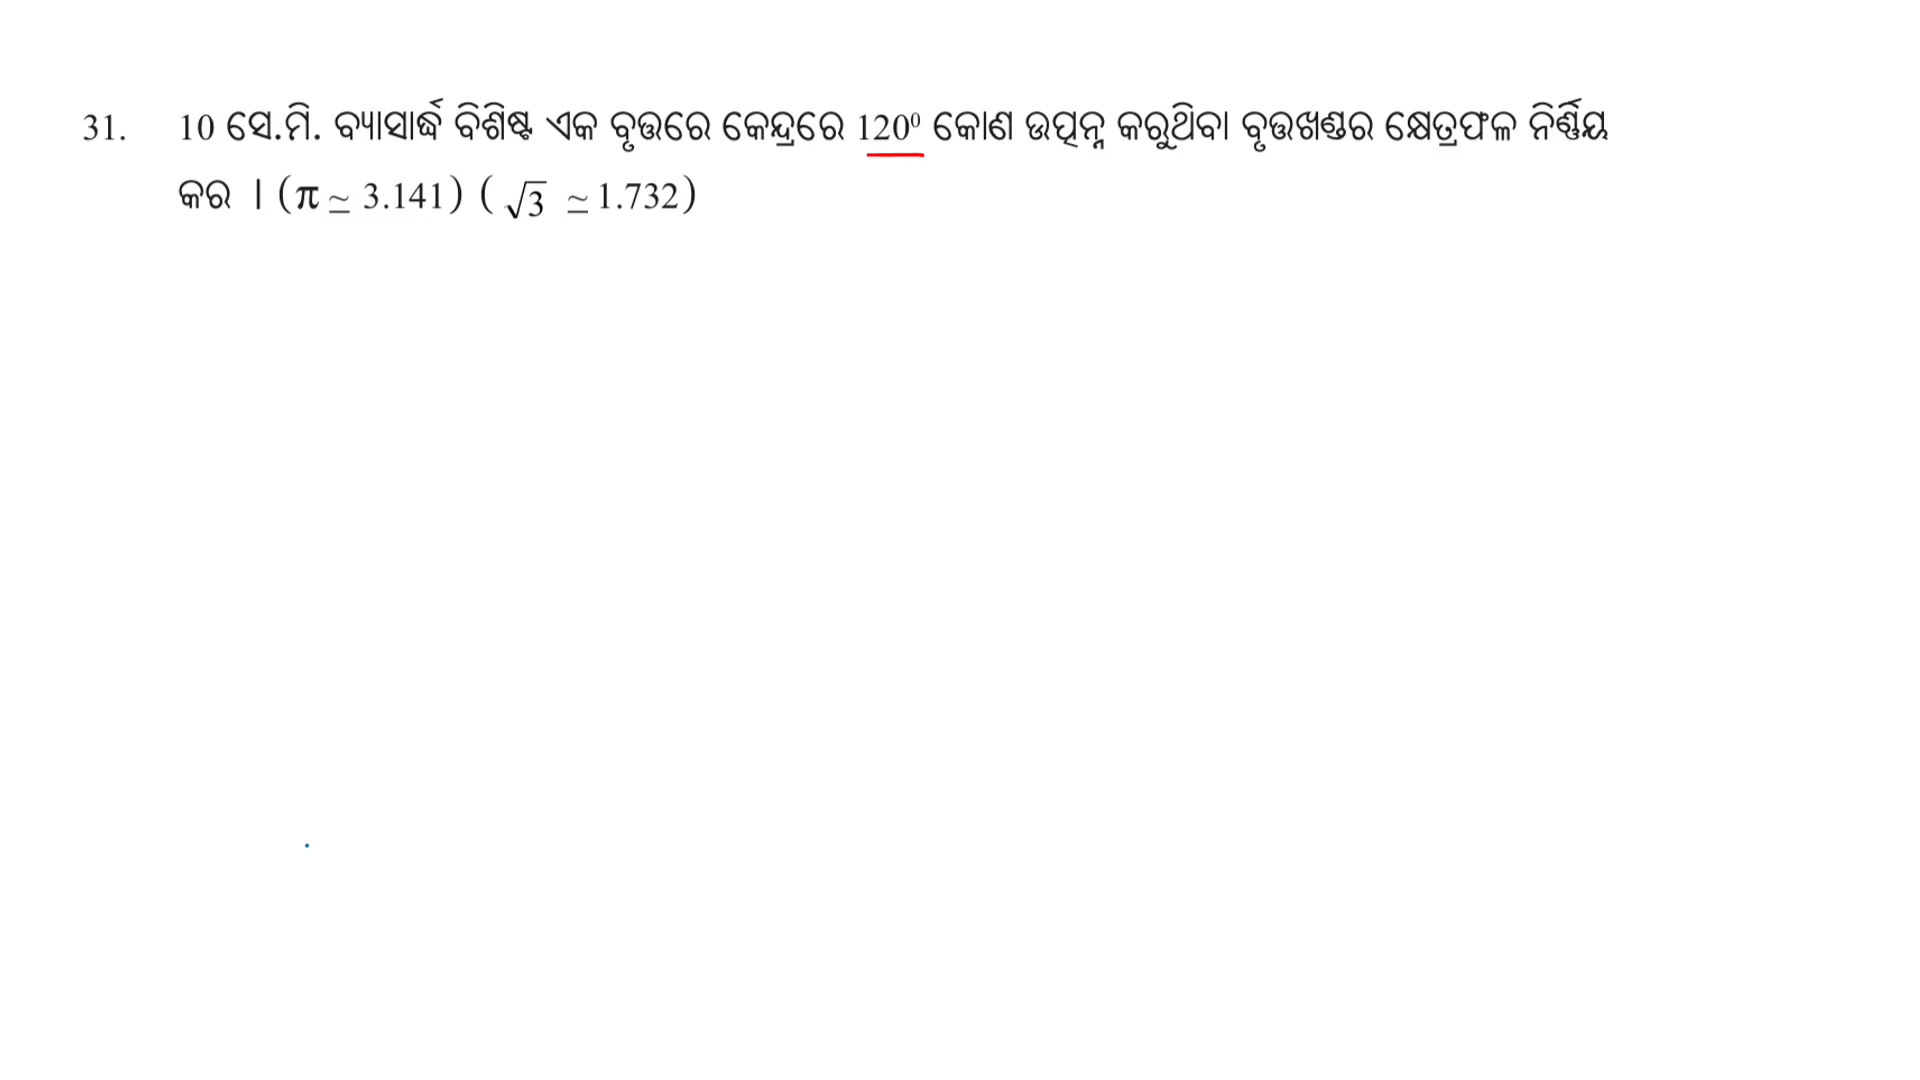 31. 10 ସେ.ମି. ବ୍ୟାସାର୍ଦ୍ଧ ବିଶିଷ୍ଟ ଏକ ବୃତ୍ତରେ କେନ୍ଦ୍ରରେ 120⁰ କୋଣ ଉତ୍ପନ୍ନ କରୁଥିବା ବୃତ୍ତଖଣ୍ଡର କ୍ଷେତ୍ରଫଳ ନିର୍ଣ୍ଣୟ
କର । (π ≃ 3.141) ( √3 ≃ 1.732)